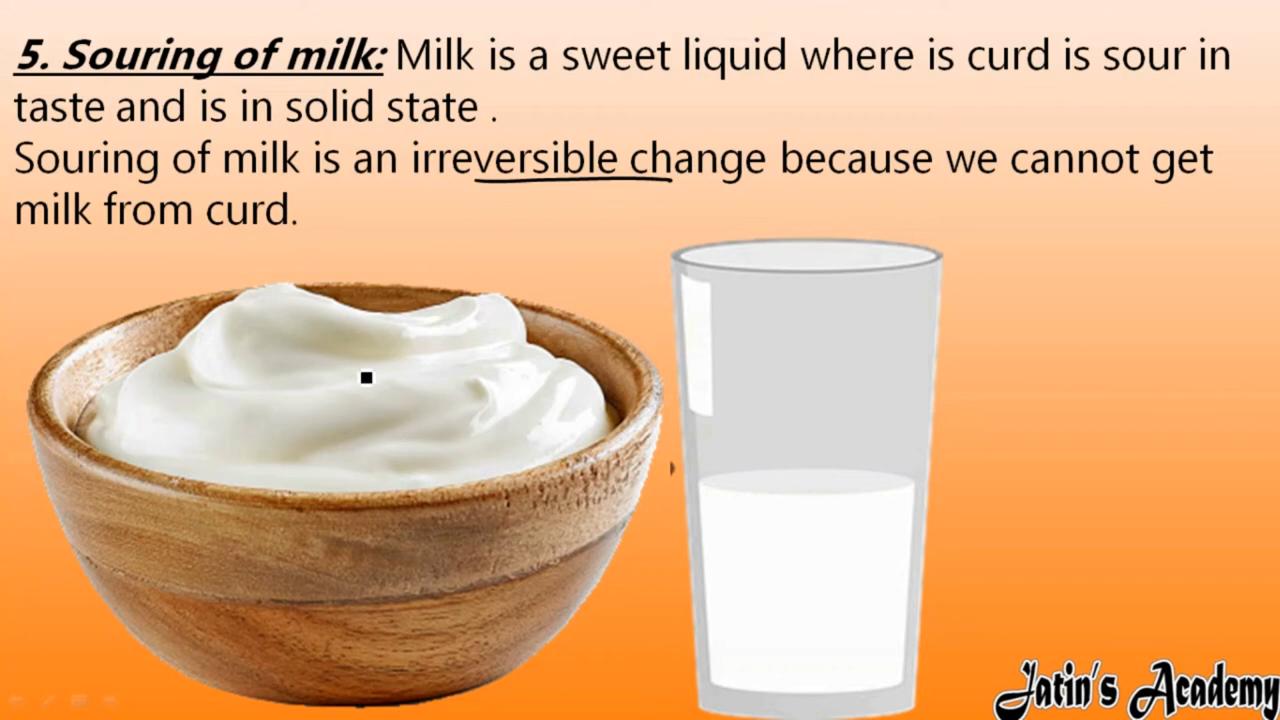 5. Souring of milk: Milk is a sweet liquid where is curd is sour in
taste and is in solid state .
Souring of milk is an irreversible change because we cannot get
milk from curd.
Jatin's Academy